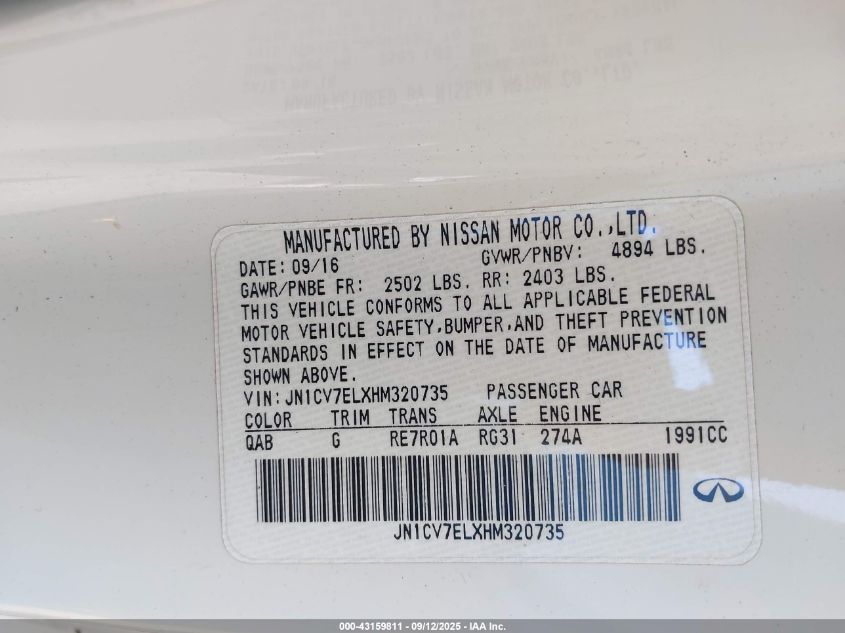 MANUFACTURED BY NISSAN MOTOR CO.,LTD.
DATE: 09/16 GVWR/PNBV: 4894 LBS.
GAWR/PNBE FR: 2502 LBS. RR: 2403 LBS.
THIS VEHICLE CONFORMS TO ALL APPLICABLE FEDERAL
MOTOR VEHICLE SAFETY,BUMPER,AND THEFT PREVENTION
STANDARDS IN EFFECT ON THE DATE OF MANUFACTURE
SHOWN ABOVE.
VIN:JN1CV7ELXHM320735 PASSENGER CAR
COLOR TRIM TRANS AXLE ENGINE
QAB G RE7R01A RG31 274A 1991CC
JN1CV7ELXHM320735
000-43159811 - 09/12/2025 - IAA Inc.